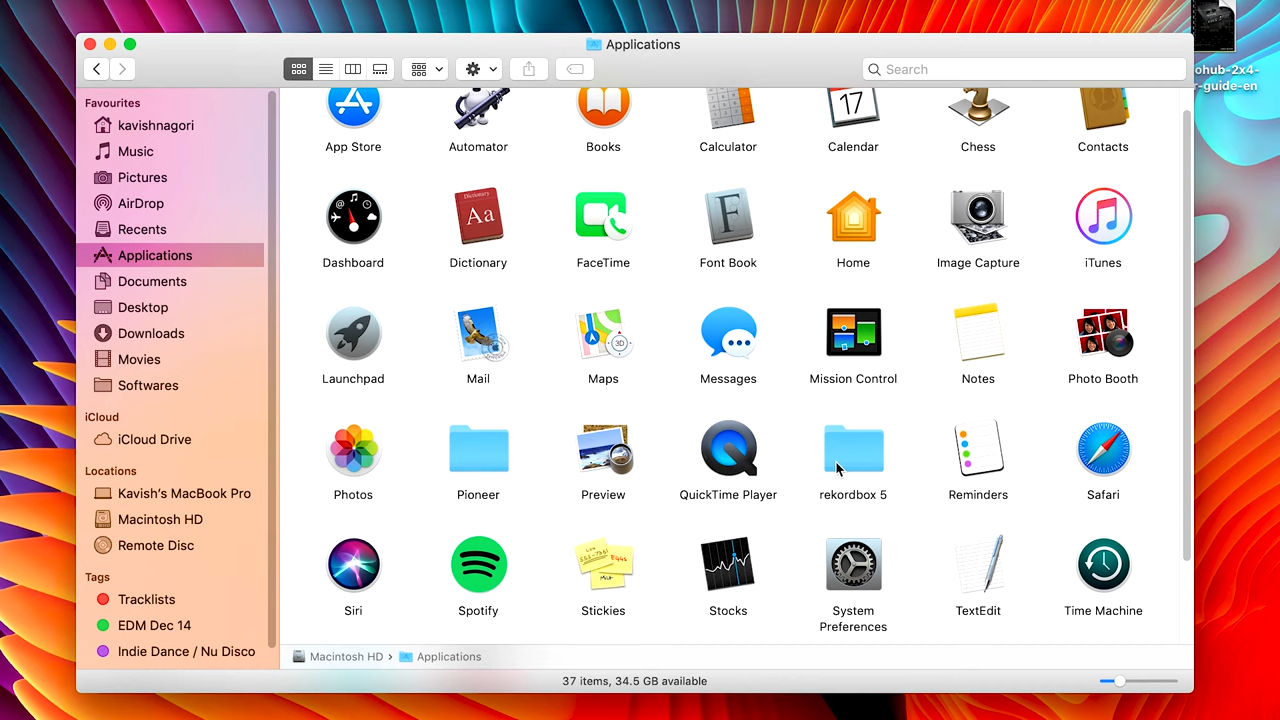 Applications
Search
ohub-2x4-
r-guide-en
Favourites
kavishnagori
Music
Pictures
AirDrop
Recents
Applications
Documents
Desktop
Downloads
Movies
Softwares
iCloud
iCloud Drive
Locations
Kavish's MacBook Pro
Macintosh HD
Remote Disc
Tags
Tracklists
EDM Dec 14
Indie Dance / Nu Disco
17
App Store
Automator
Books
Calculator
Calendar
Chess
Contacts
Dictionary
Aa
F
Dashboard
Dictionary
FaceTime
Font Book
Home
Image Capture
iTunes
3D
Launchpad
Mail
Maps
Messages
Mission Control
Notes
Photo Booth
Photos
Pioneer
Preview
QuickTime Player
rekordbox 5
Reminders
Safari
Siri
Spotify
Stickies
Stocks
System
Preferences
TextEdit
Time Machine
Macintosh HD › Applications
37 items, 34.5 GB available